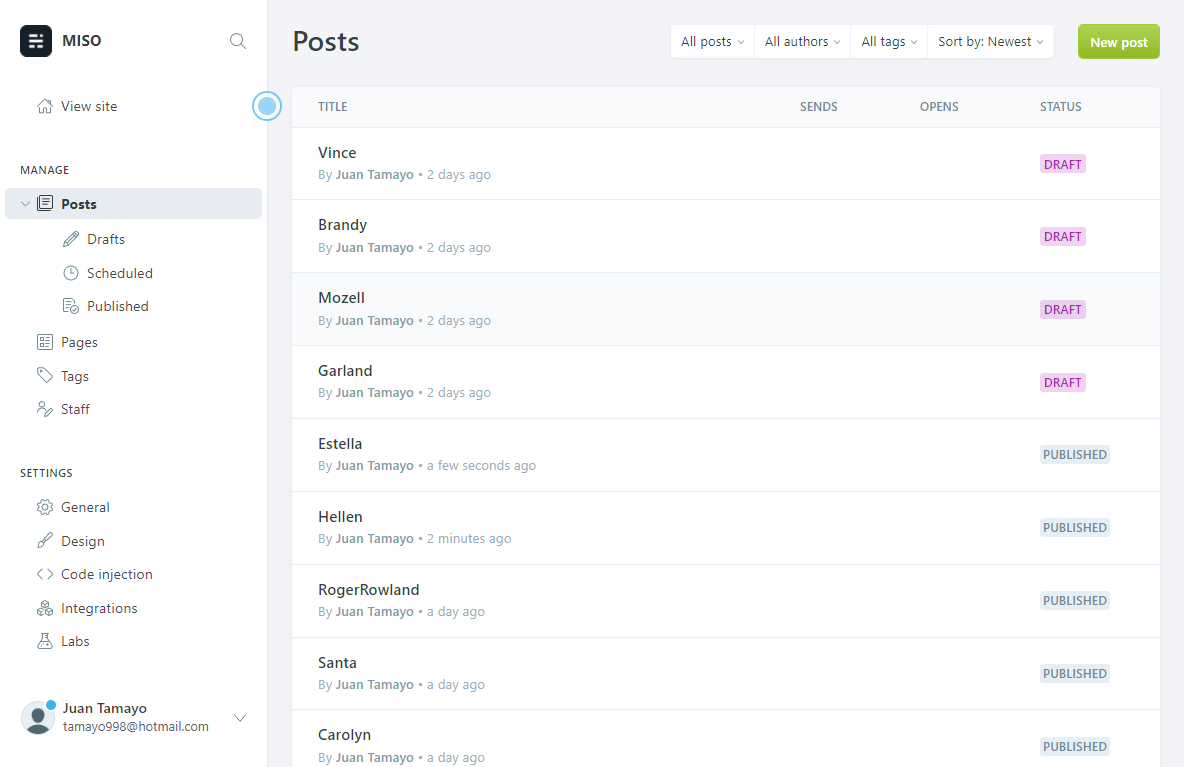 MISO
View site
MANAGE
Posts
Drafts
Scheduled
Published
Pages
Tags
Staff
SETTINGS
General
Design
Code injection
Integrations
Labs
Juan Tamayo
tamayo998@hotmail.com
Posts
All posts All authors All tags Sort by: Newest New post
TITLE SENDS OPENS STATUS
Vince
By Juan Tamayo • 2 days ago
DRAFT
Brandy
By Juan Tamayo • 2 days ago
DRAFT
Mozell
By Juan Tamayo • 2 days ago
DRAFT
Garland
By Juan Tamayo • 2 days ago
DRAFT
Estella
By Juan Tamayo • a few seconds ago
PUBLISHED
Hellen
By Juan Tamayo • 2 minutes ago
PUBLISHED
RogerRowland
By Juan Tamayo • a day ago
PUBLISHED
Santa
By Juan Tamayo • a day ago
PUBLISHED
Carolyn
By Juan Tamayo • a day ago
PUBLISHED